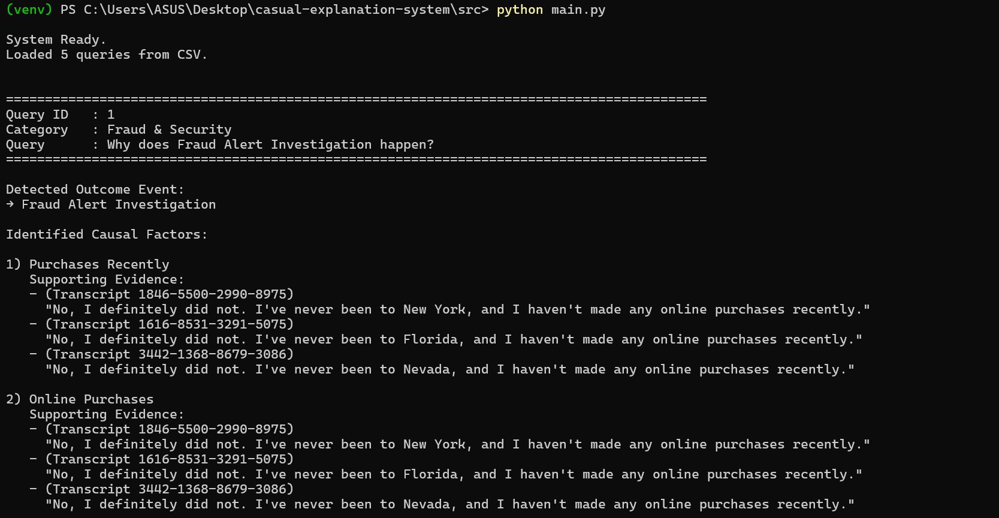 (venv) PS C:\Users\ASUS\Desktop\casual-explanation-system\src> python main.py
System Ready.
Loaded 5 queries from CSV.
==========================================================================================
Query ID   : 1
Category   : Fraud & Security
Query      : Why does Fraud Alert Investigation happen?
==========================================================================================
Detected Outcome Event:
→ Fraud Alert Investigation
Identified Causal Factors:
1) Purchases Recently
   Supporting Evidence:
   - (Transcript 1846-5500-2990-8975)
     "No, I definitely did not. I've never been to New York, and I haven't made any online purchases recently."
   - (Transcript 1616-8531-3291-5075)
     "No, I definitely did not. I've never been to Florida, and I haven't made any online purchases recently."
   - (Transcript 3442-1368-8679-3086)
     "No, I definitely did not. I've never been to Nevada, and I haven't made any online purchases recently."
2) Online Purchases
   Supporting Evidence:
   - (Transcript 1846-5500-2990-8975)
     "No, I definitely did not. I've never been to New York, and I haven't made any online purchases recently."
   - (Transcript 1616-8531-3291-5075)
     "No, I definitely did not. I've never been to Florida, and I haven't made any online purchases recently."
   - (Transcript 3442-1368-8679-3086)
     "No, I definitely did not. I've never been to Nevada, and I haven't made any online purchases recently."